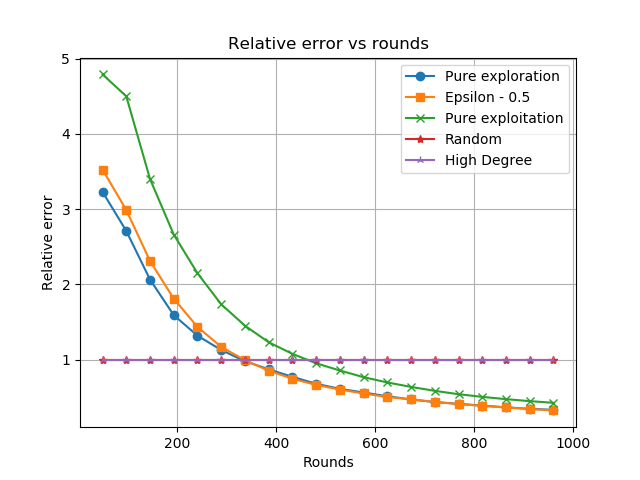 Relative error vs rounds
5
4
3
2
1
Relative error
200
400
600
800
1000
Rounds
Pure exploration
Epsilon - 0.5
Pure exploitation
Random
High Degree